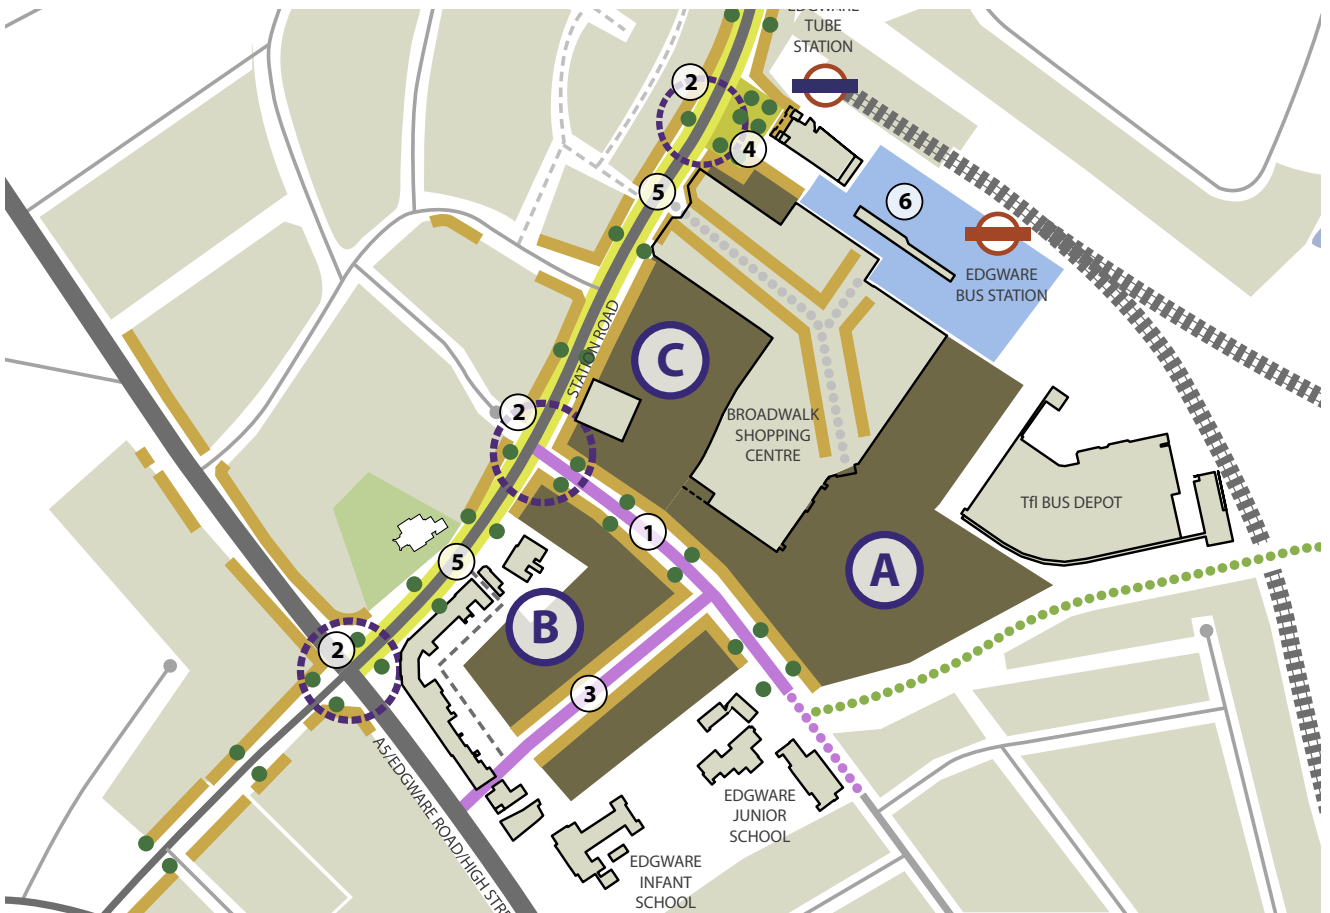 EDGWARE
TUBE
STATION
2
4
5
6
EDGWARE
BUS STATION
STATION ROAD
C
2
BROADWALK
SHOPPING
CENTRE
Tfl BUS DEPOT
1
A
5
B
2
3
A5/EDGWARE ROAD/HIGH STRE
EDGWARE
JUNIOR
SCHOOL
EDGWARE
INFANT
SCHOOL